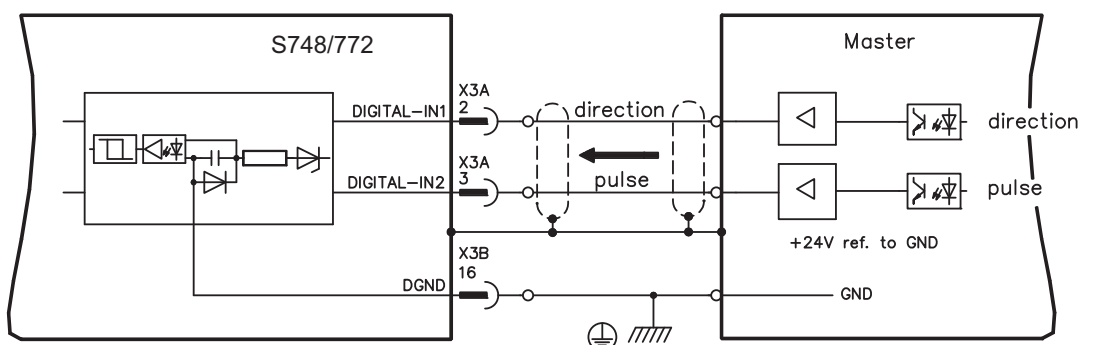 S748/772
Master
X3A
2
DIGITAL-IN1
direction
direction
X3A
3
DIGITAL-IN2
pulse
pulse
+24V ref. to GND
X3B
16
DGND
GND